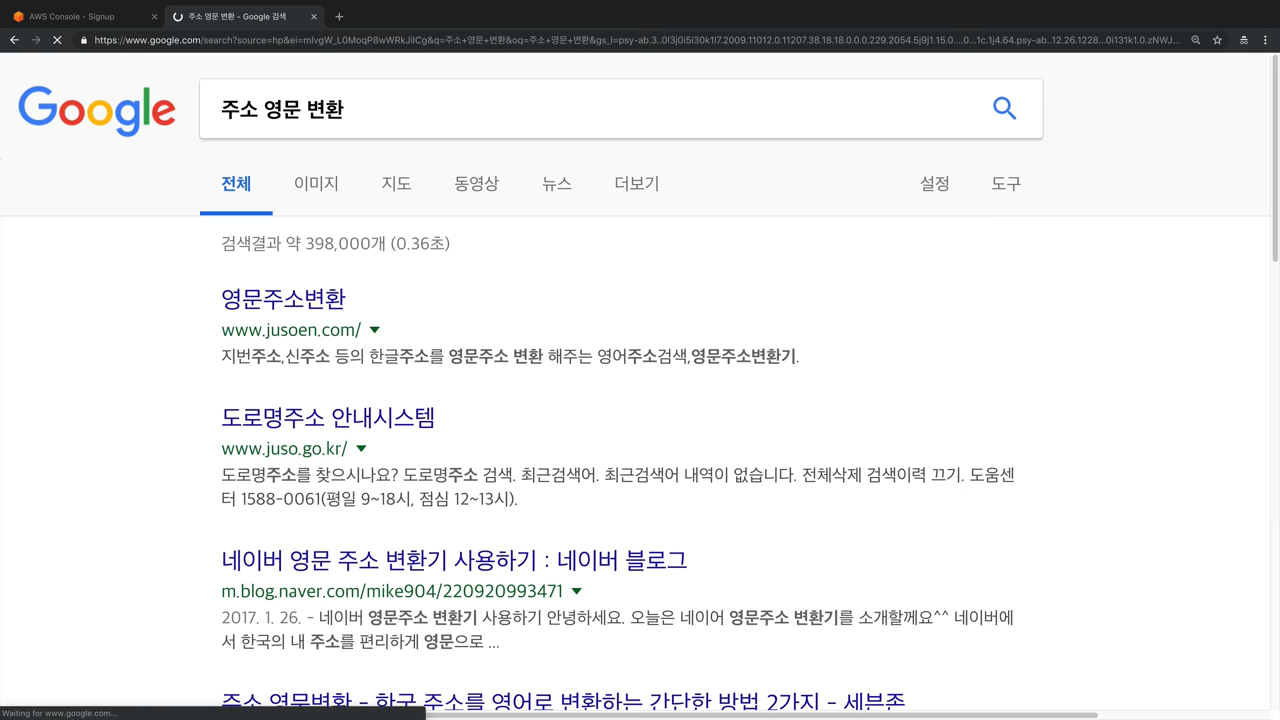 AWS Console - Signup
주소 영문 변환 - Google 검색
https://www.google.com/search?source=hp&ei=mlvgW_L0MoqP8wWRkJiICg&q=주소+영문+변환&oq=주소+영문+변환&gs_l=psy-ab.3..0l3j0i5i30k1l7.2009.11012.0.11207.38.18.18.0.0.0.229.2054.5j9j1.15.0....0...1c.1j4.64.psy-ab..12.26.1228...0i131k1.0.zNWJ...
Google
주소 영문 변환
전체 이미지 지도 동영상 뉴스 더보기 설정 도구
검색결과 약 398,000개 (0.36초)
영문주소변환
www.jusoen.com/
지번주소,신주소 등의 한글주소를 영문주소 변환 해주는 영어주소검색,영문주소변환기.
도로명주소 안내시스템
www.juso.go.kr/
도로명주소를 찾으시나요? 도로명주소 검색. 최근검색어. 최근검색어 내역이 없습니다. 전체삭제 검색이력 끄기. 도움센
터 1588-0061(평일 9~18시, 점심 12~13시).
네이버 영문 주소 변환기 사용하기 : 네이버 블로그
m.blog.naver.com/mike904/220920993471
2017. 1. 26. - 네이버 영문주소 변환기 사용하기 안녕하세요. 오늘은 네이어 영문주소 변환기를 소개할께요^^ 네이버에
서 한국의 내 주소를 편리하게 영문으로 ...
주소 영문변환 - 한국 주소를 영어로 변환하는 간단한 방법 2가지 - 세븐존
Waiting for www.google.com...